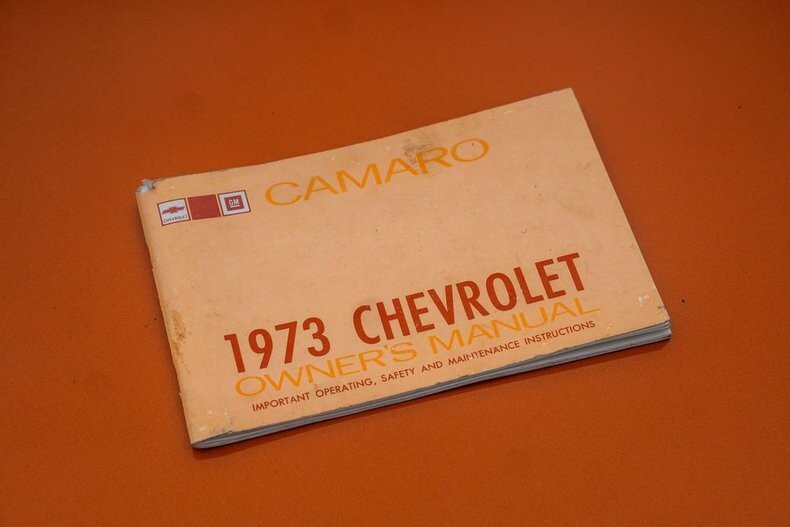 CAMARO
CHEVROLET
GM
1973 CHEVROLET
OWNER'S MANUAL
IMPORTANT OPERATING, SAFETY AND MAINTENANCE INSTRUCTIONS